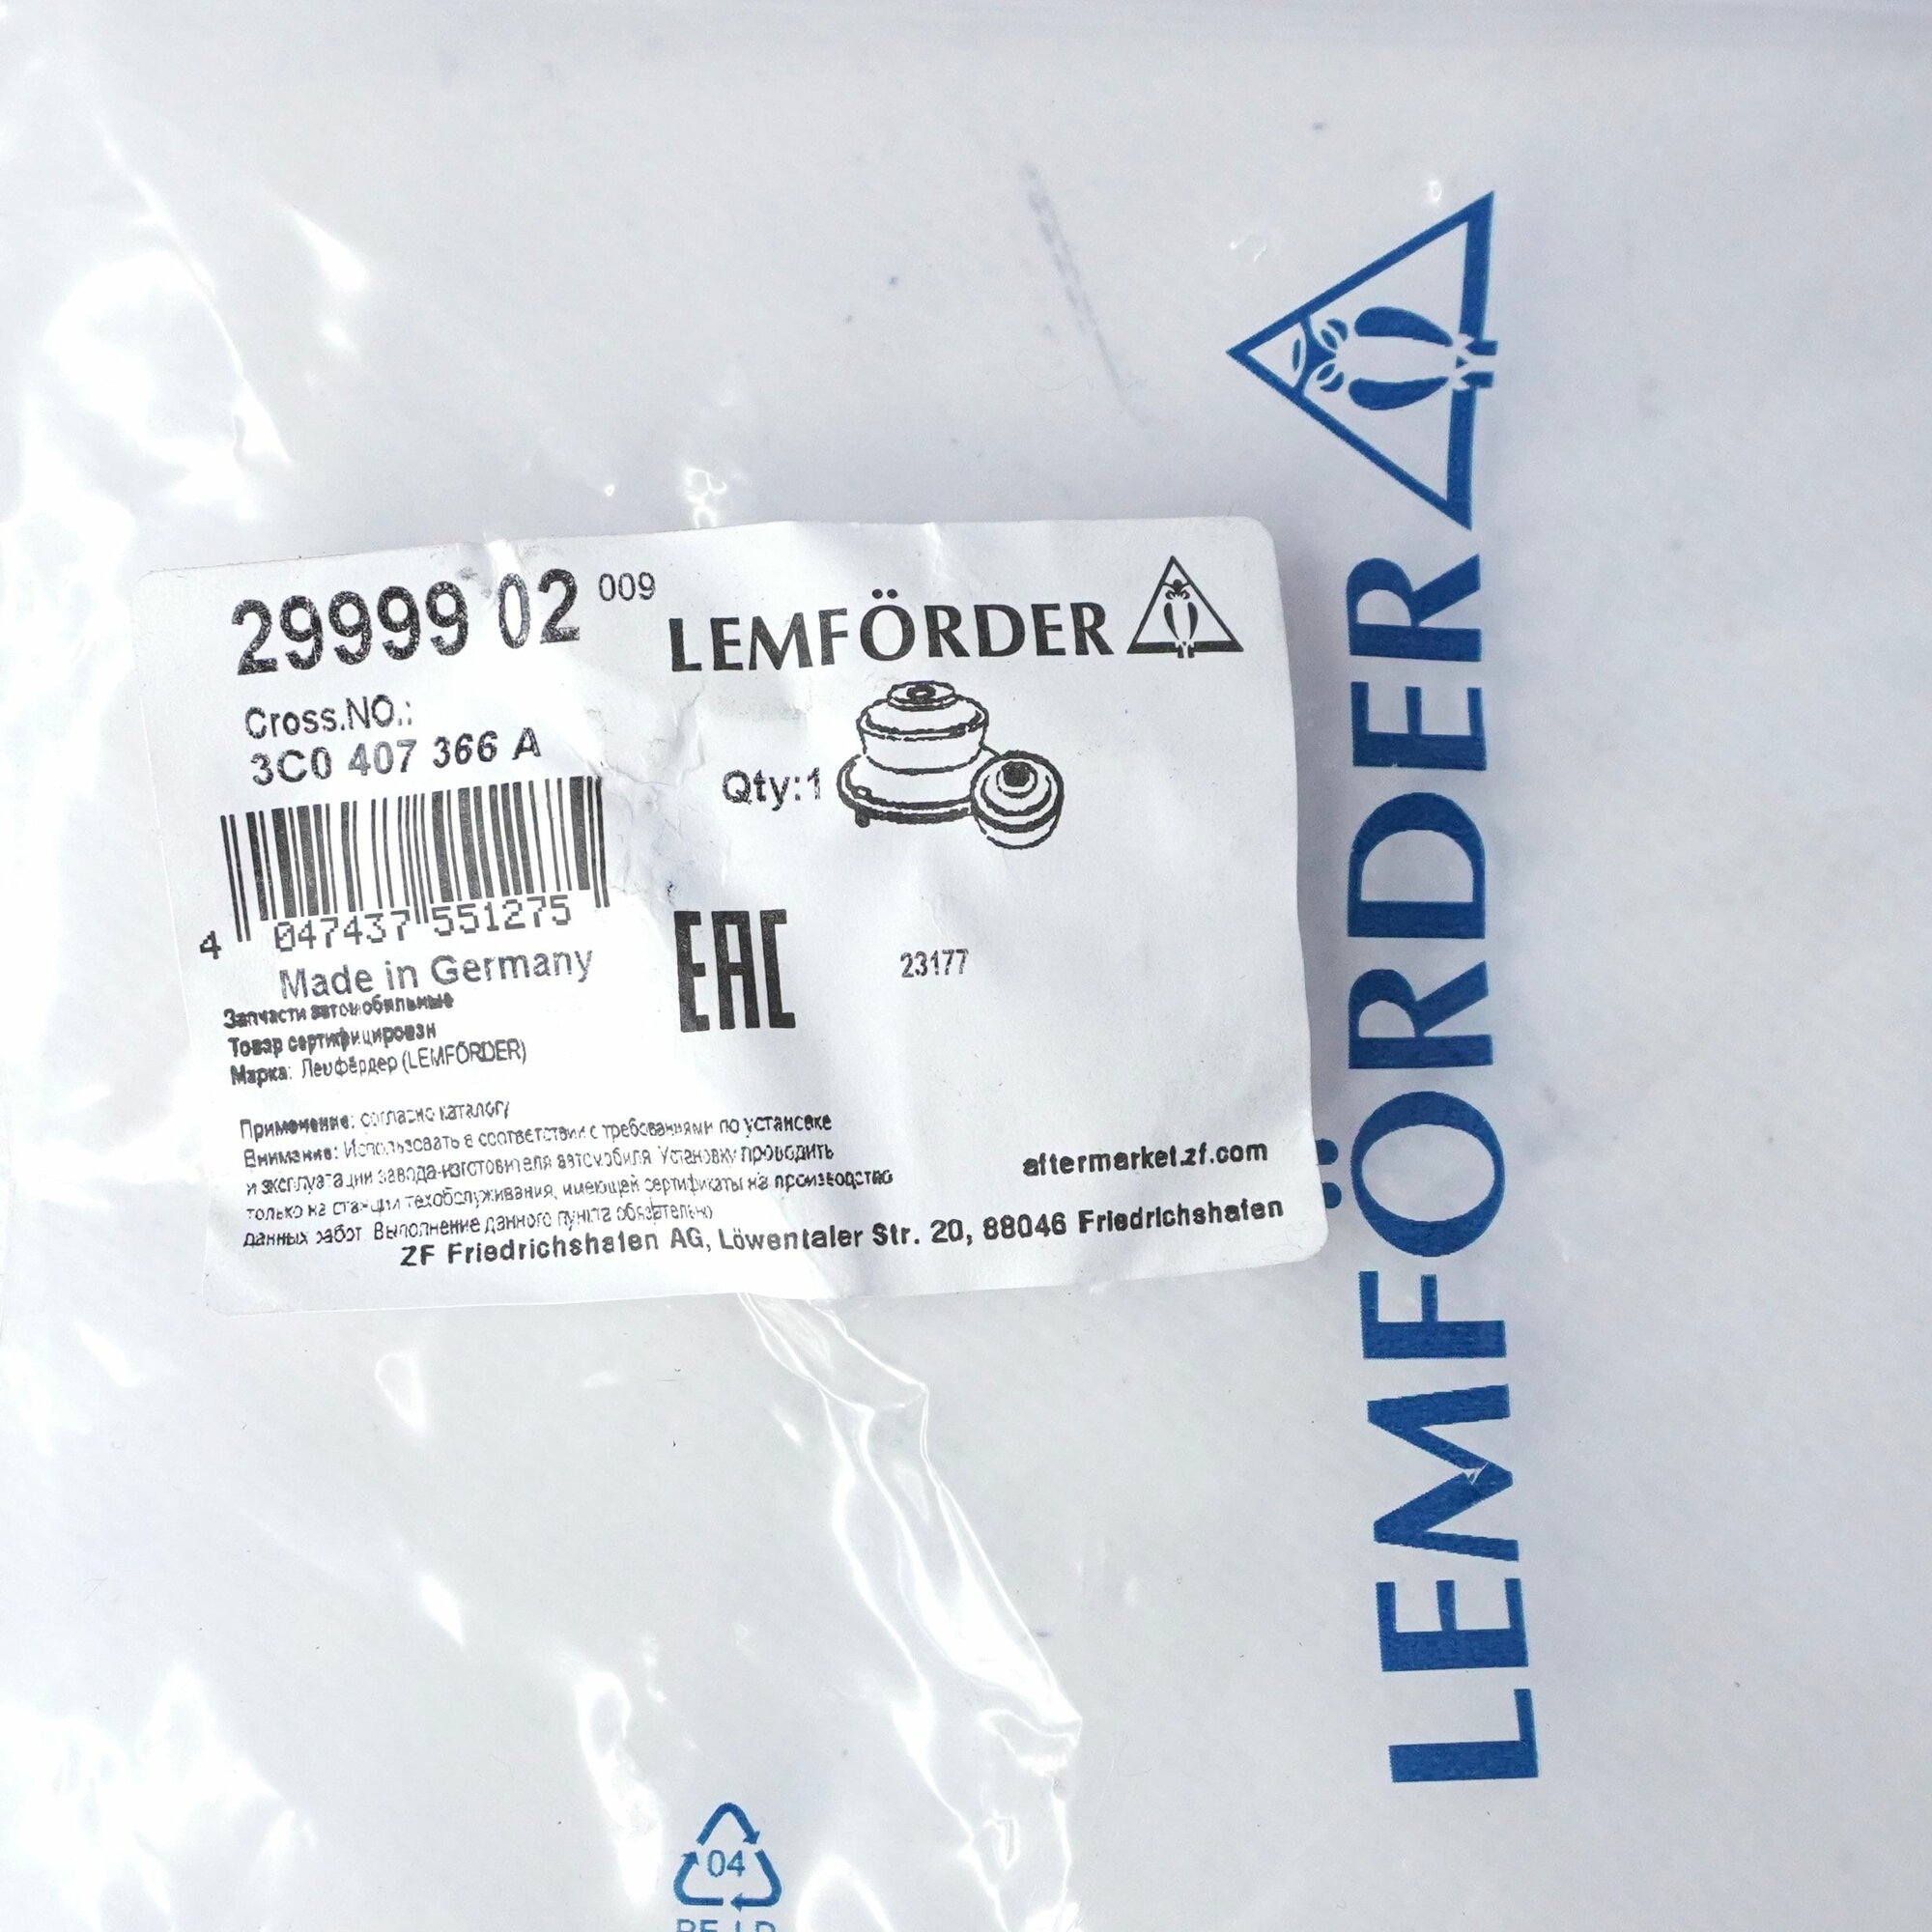 29999 02 009
LEMFÖRDER
Cross.NO.:
3C0 407 366 A
Qty:1
4 047437 551275
Made in Germany
EAC
23177
Запчасти автомобильные
Товар сертифицирован
Марка: Лемфёрдер (LEMFÖRDER)
Применение: согласно каталогу
Внимание: Использовать в соответствии с требованиями по установке
и эксплуатации завода-изготовителя автомобиля. Установку проводить
только на станции техобслуживания, имеющей сертификаты на производство
данных работ. Выполнение данного пункта обязательно
aftermarket.zf.com
ZF Friedrichshafen AG, Löwentaler Str. 20, 88046 Friedrichshafen
LEMFÖRDER
04
PE-LD